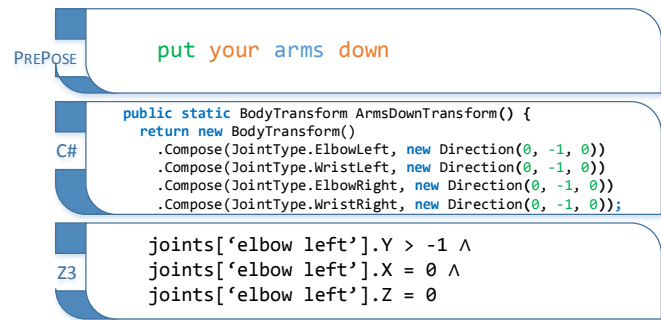 PREPOSE
put your arms down
C#
public static BodyTransform ArmsDownTransform() {
return new BodyTransform()
.Compose(JointType.ElbowLeft, new Direction(0, -1, 0))
.Compose(JointType.WristLeft, new Direction(0, -1, 0))
.Compose(JointType.ElbowRight, new Direction(0, -1, 0))
.Compose(JointType.WristRight, new Direction(0, -1, 0));
Z3
joints[‘elbow left’].Y > -1 ∧
joints[‘elbow left’].X = 0 ∧
joints[‘elbow left’].Z = 0